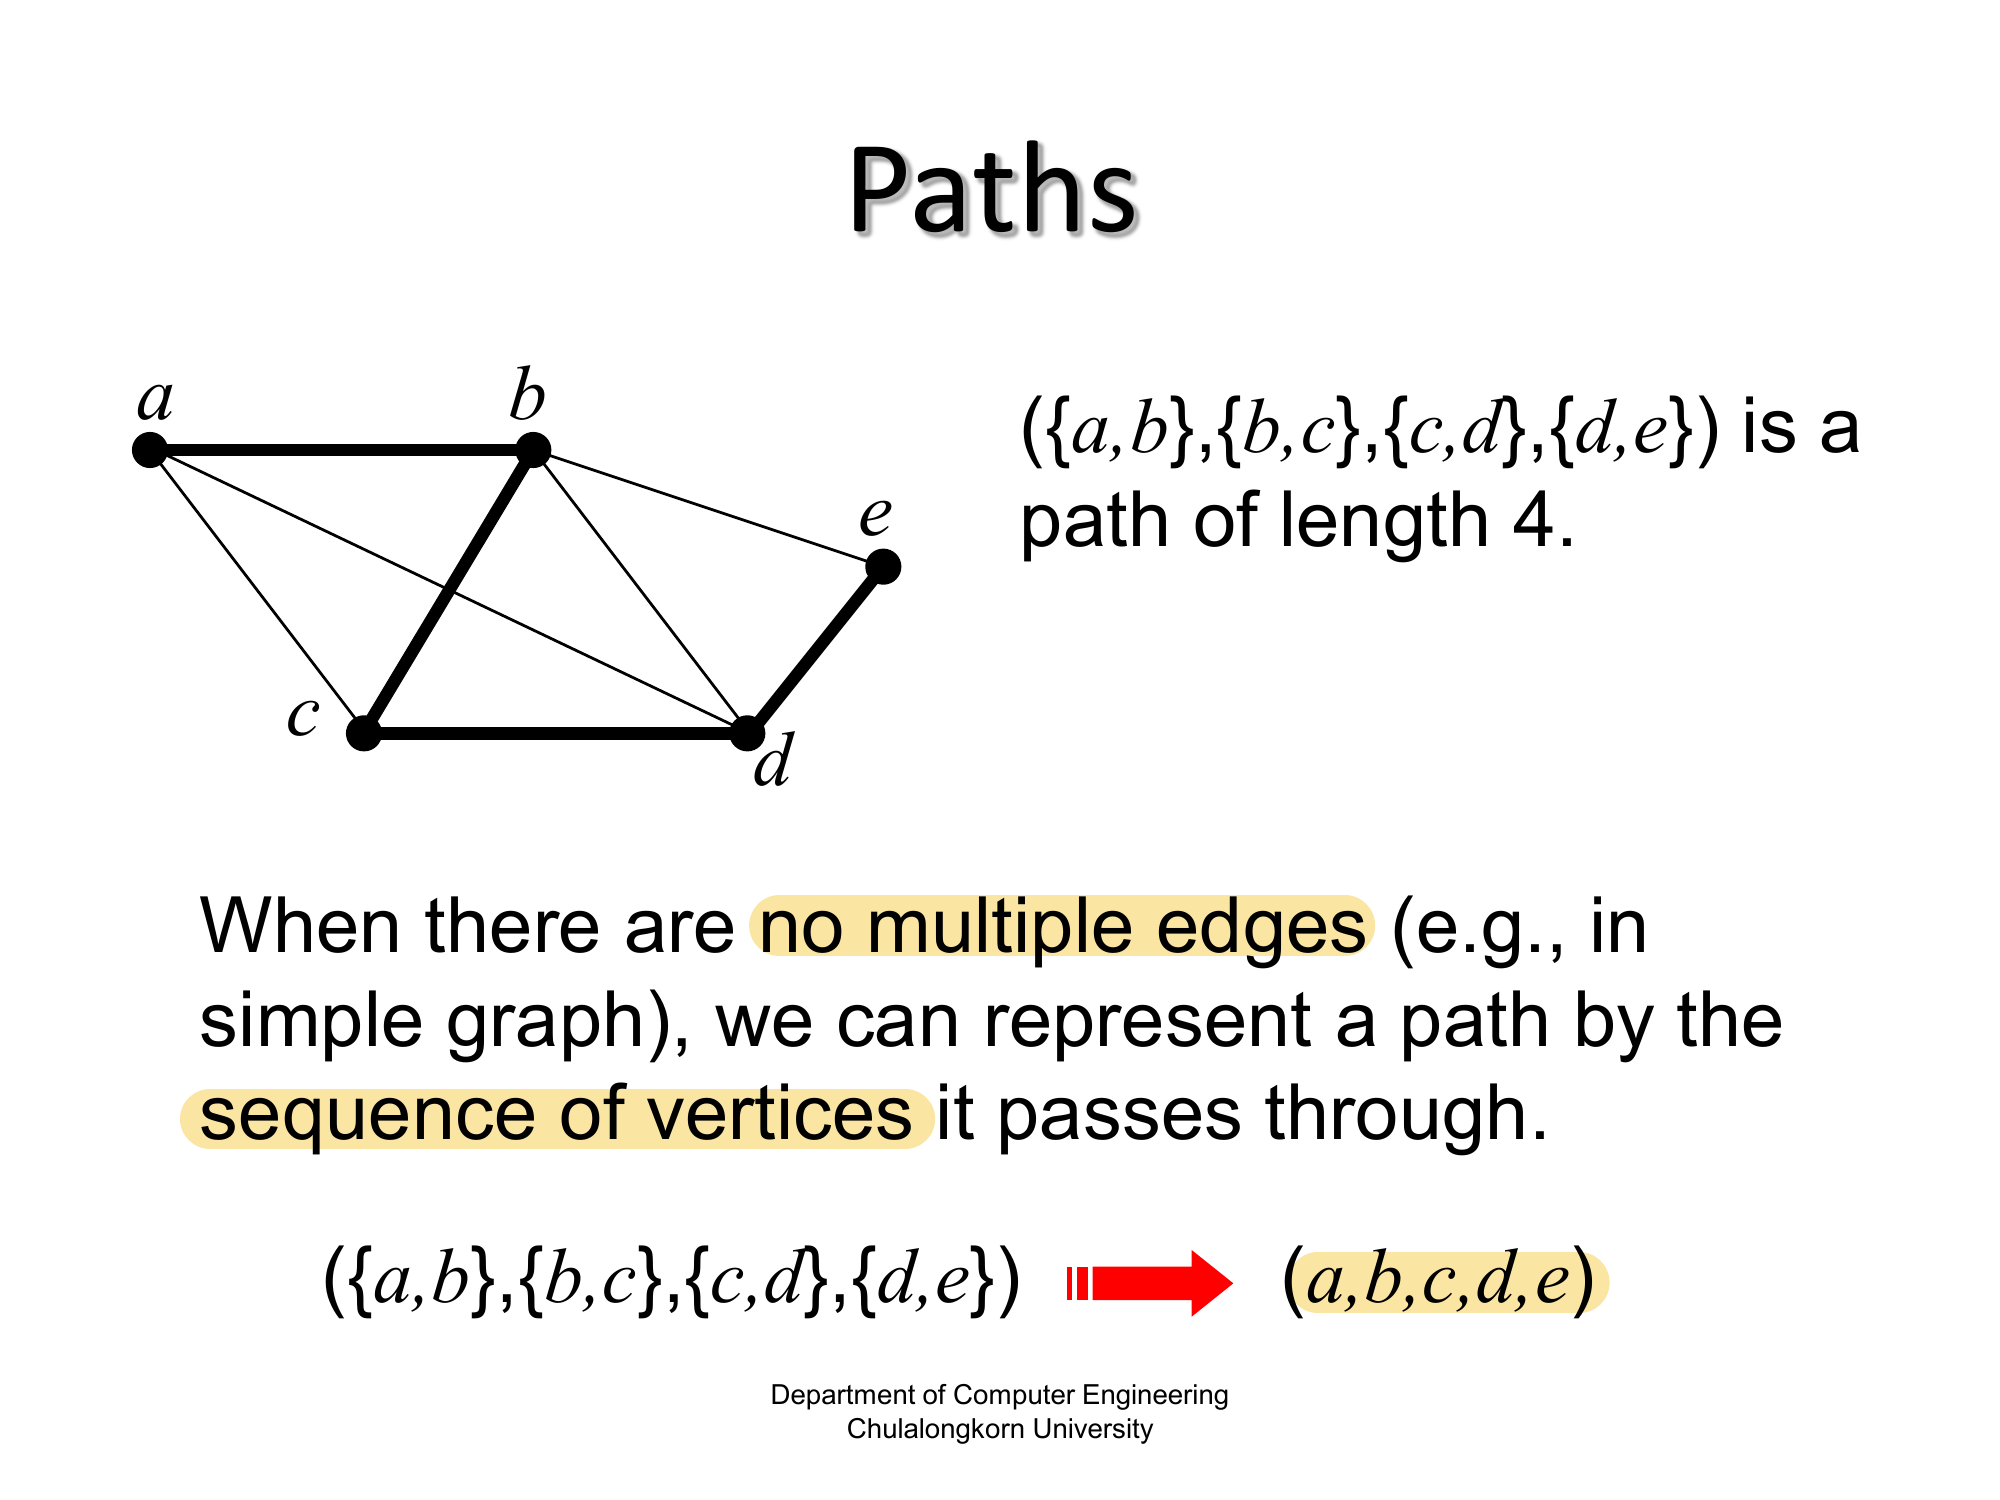 Paths
a
b
e
c
d
({a,b},{b,c},{c,d},{d,e}) is a
path of length 4.
When there are no multiple edges (e.g., in
simple graph), we can represent a path by the
sequence of vertices it passes through.
({a,b},{b,c},{c,d},{d,e})
(a,b,c,d,e)
Department of Computer Engineering
Chulalongkorn University